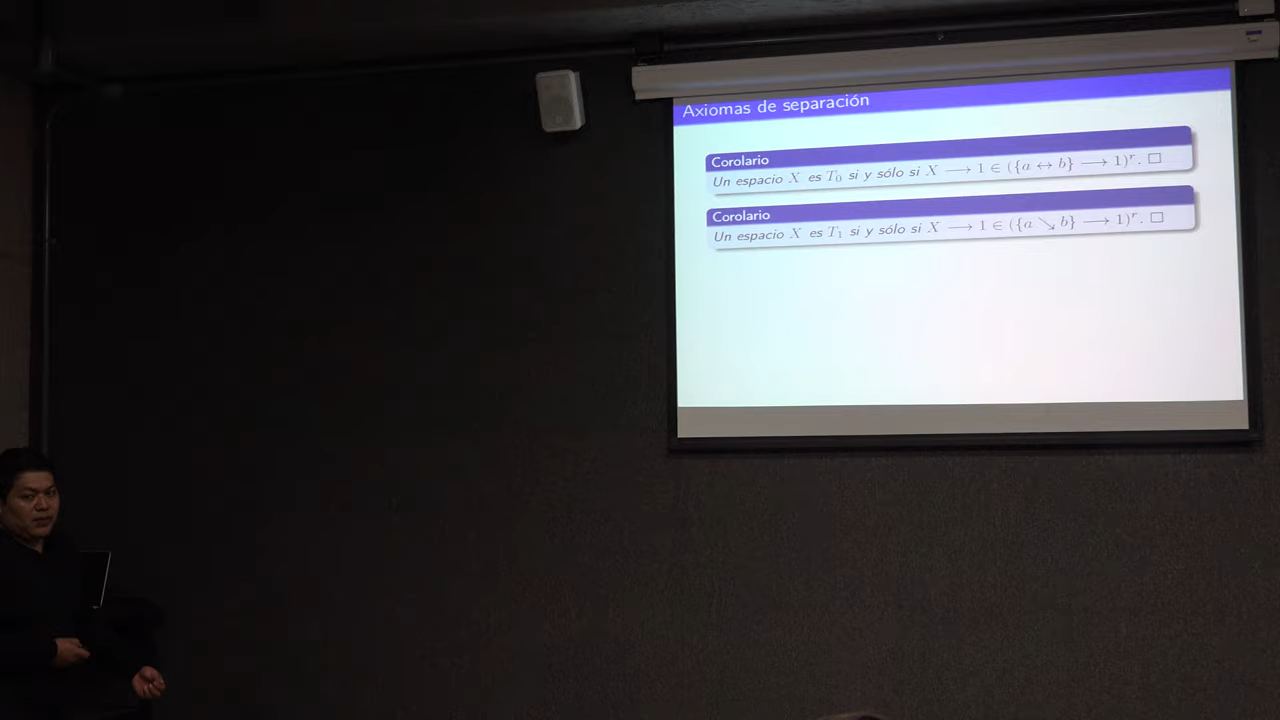 Axiomas de separación
Corolario
Un espacio X es T₀ si y sólo si X ⟶ 1 ∈ ({a ↔ b} ⟶ 1)ʳ. □
Corolario
Un espacio X es T₁ si y sólo si X ⟶ 1 ∈ ({a ↘ b} ⟶ 1)ʳ. □